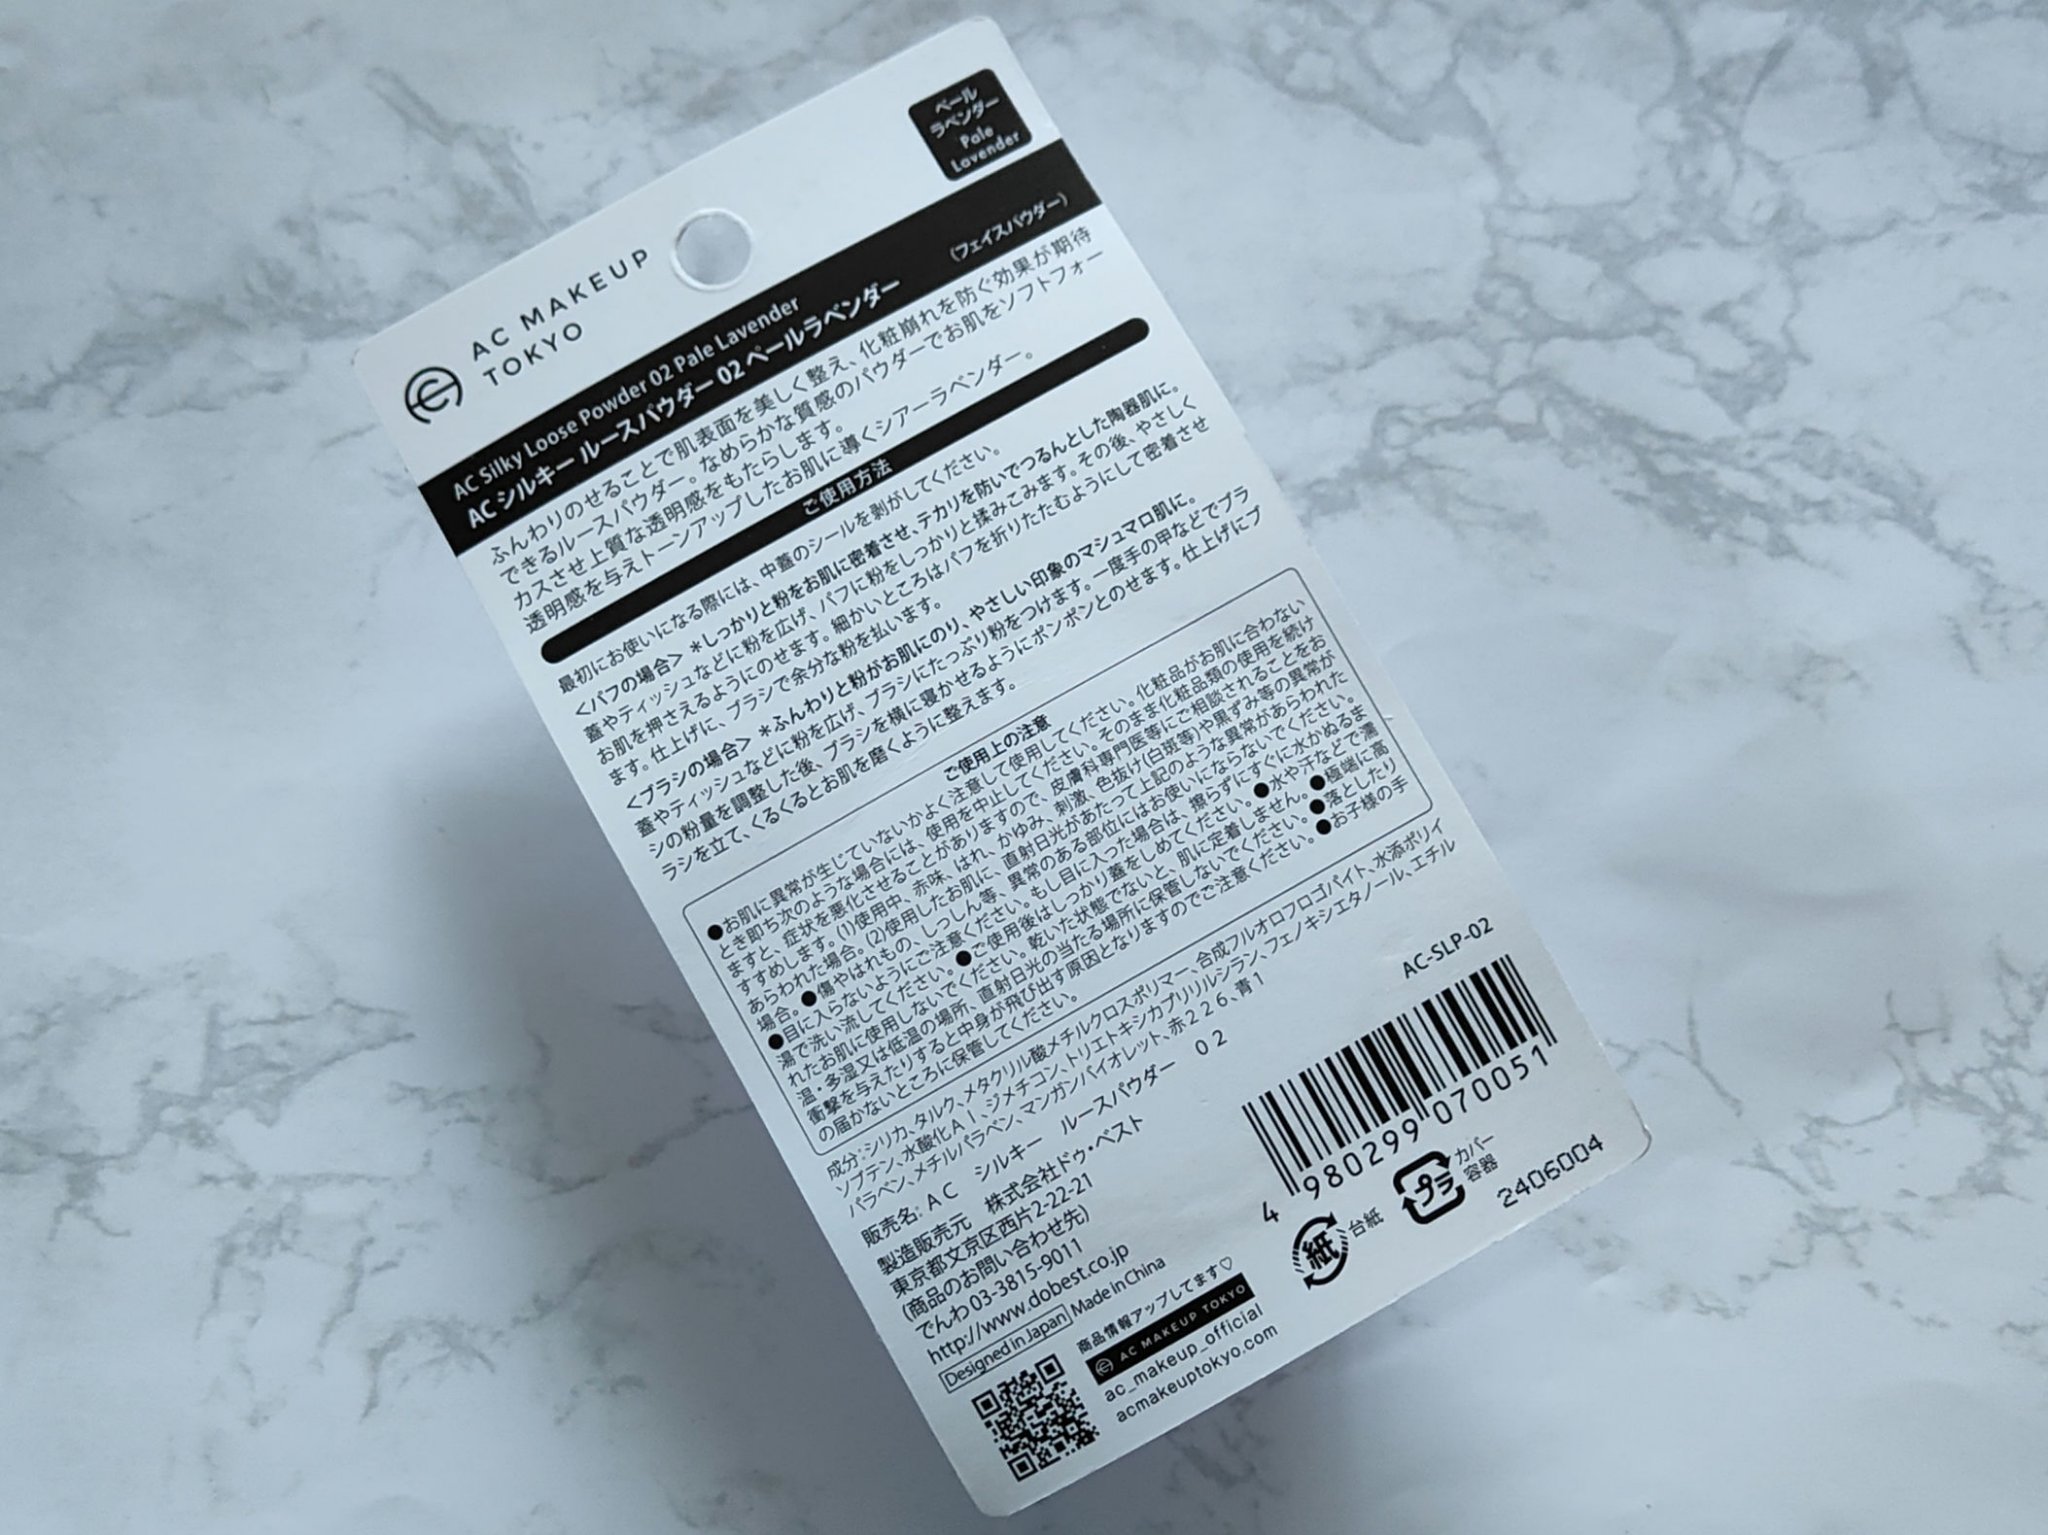 ペール
ラベンダー
Pale
Lavender
AC MAKEUP
TOKYO
AC Silky Loose Powder 02 Pale Lavender
AC シルキー ルースパウダー 02 ペールラベンダー
(フェイスパウダー)
ふんわりのせることで肌表面を美しく整え、化粧崩れを防ぐ効果が期待
できるルースパウダー。なめらかな質感のパウダーでお肌をソフトフォー
カスさせ上質な透明感をもたらします。
透明感を与えトーンアップしたお肌に導くシアーラベンダー。
ご使用方法
最初にお使いになる際には、中蓋のシールを剥がしてください。
<パフの場合> *しっかりと粉をお肌に密着させ、テカリを防いでつるんとした陶器肌に。
蓋やティッシュなどに粉を広げ、パフに粉をしっかりと揉みこみます。その後、やさしく
お肌を押さえるようにのせます。細かいところはパフを折りたたむようにして密着させ
ます。仕上げに、ブラシで余分な粉を払います。
<ブラシの場合> *ふんわりと粉がお肌にのり、やさしい印象のマシュマロ肌に。
蓋やティッシュなどに粉を広げ、ブラシにたっぷり粉をつけます。一度手の甲などでブラ
シの粉量を調整した後、ブラシを横に寝かせるようにポンポンとのせます。仕上げにブ
ラシを立て、くるくるとお肌を磨くように整えます。
ご使用上の注意
●お肌に異常が生じていないかよく注意して使用してください。化粧品がお肌に合わない
とき即ち次のような場合には、使用を中止してください。そのまま化粧品類の使用を続け
ますと、症状を悪化させることがありますので、皮膚科専門医等にご相談されることをお
すすめします。(1)使用中、赤味、はれ、かゆみ、刺激、色抜け(白斑等)や黒ずみ等の異常が
あらわれた場合。(2)使用したお肌に、直射日光があたって上記のような異常があらわれた
場合。●傷やはれもの、しっしん等、異常のある部位にはお使いにならないでください。
●目に入らないようにご注意ください。もし目に入った場合は、擦らずにすぐに水かぬるま
湯で洗い流してください。●ご使用後はしっかり蓋をしめてください。●水や汗などで濡
れたお肌に使用しないでください。乾いた状態でないと、肌に定着しません。●極端に高
温・多湿又は低温の場所、直射日光の当たる場所に保管しないでください。●落としたり
衝撃を与えたりすると中身が飛び出す原因となりますのでご注意ください。●お子様の手
の届かないところに保管してください。
成分:シリカ、タルク、メタクリル酸メチルクロスポリマー、合成フルオロフロゴパイト、水添ポリイ
ソブテン、水酸化Al、ジメチコン、トリエトキシカプリリルシラン、フェノキシエタノール、エチル
パラベン、メチルパラベン、マンガンバイオレット、赤226、青1
販売名:AC シルキー ルースパウダー 02
製造販売元 株式会社ドゥ・ベスト
東京都文京区西片2-22-21
(商品のお問い合わせ先)
でんわ 03-3815-9011
http://www.dobest.co.jp
Designed in Japan Made in China
商品情報アップしてます♡
AC MAKEUP TOKYO
ac_makeup_official
acmakeuptokyo.com
AC-SLP-02
4 980299 070051
紙 台紙
プラ カバー
容器
2406004